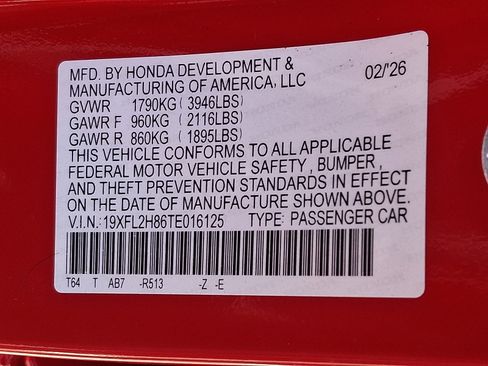 MFD. BY HONDA DEVELOPMENT & 02/'26
MANUFACTURING OF AMERICA, LLC
GVWR 1790KG ( 3946LBS)
GAWR F 960KG ( 2116LBS)
GAWR R 860KG ( 1895LBS)
THIS VEHICLE CONFORMS TO ALL APPLICABLE
FEDERAL MOTOR VEHICLE SAFETY , BUMPER,
AND THEFT PREVENTION STANDARDS IN EFFECT
ON THE DATE OF MANUFACTURE SHOWN ABOVE.
V.I.N.: 19XFL2H86TE016125 TYPE: PASSENGER CAR
T64 T AB7 -R513 -Z -E